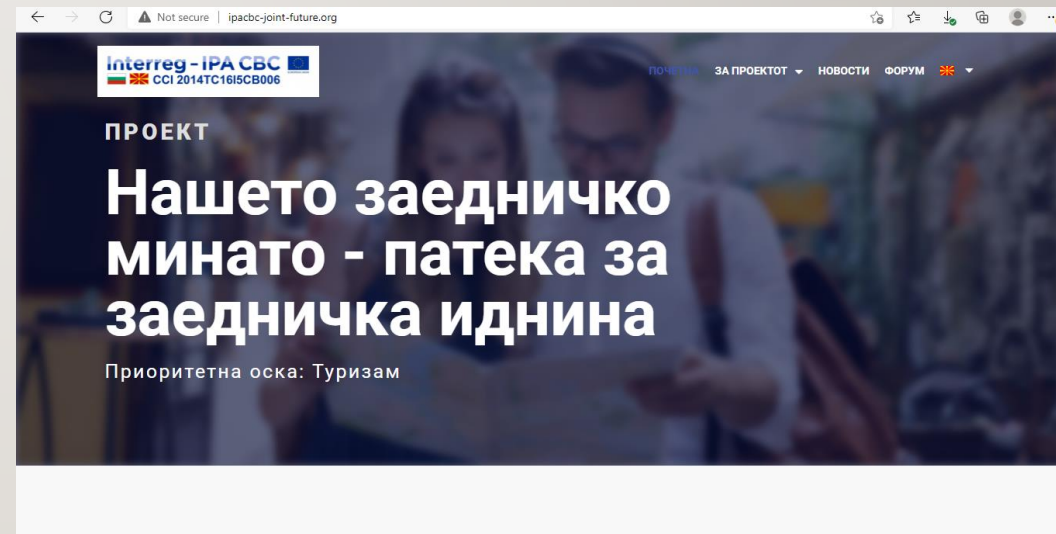 Not secure | ipacbc-joint-future.org
Interreg - IPA CBC
CCI 2014TC16I5CB006
ПОЧЕТНА ЗА ПРОЕКТОТ НОВОСТИ ФОРУМ
ПРОЕКТ
Нашето заедничко
минато - патека за
заедничка иднина
Приоритетна оска: Туризам